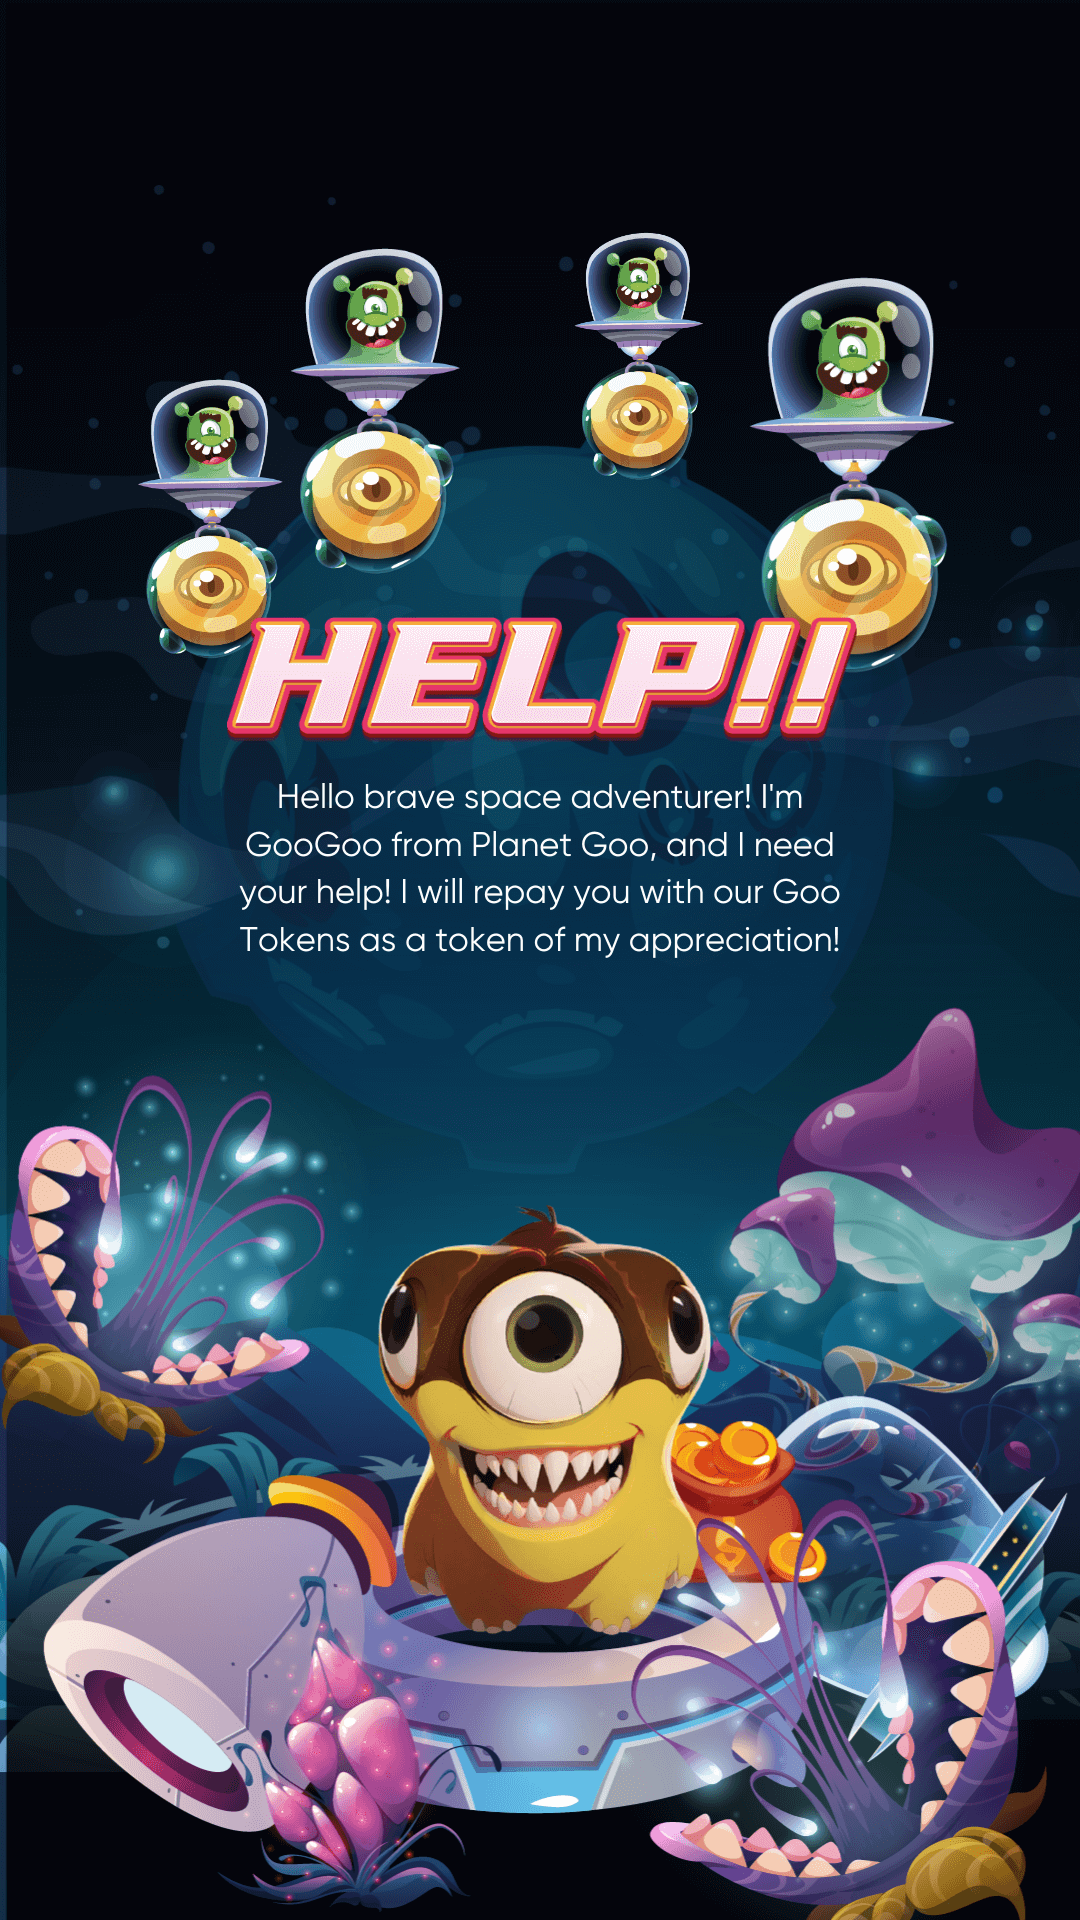 HELP!!
Hello brave space adventurer! I'm
GooGoo from Planet Goo, and I need
your help! I will repay you with our Goo
Tokens as a token of my appreciation!
$